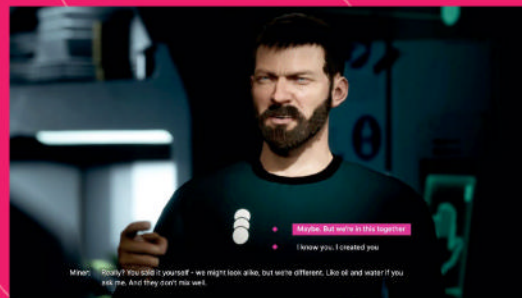 Maybe. But we're in this together
I know you. I created you
Miner: Really? You said it yourself - we might look alike, but we're different. Like oil and water if you
ask me. And they don't mix well.